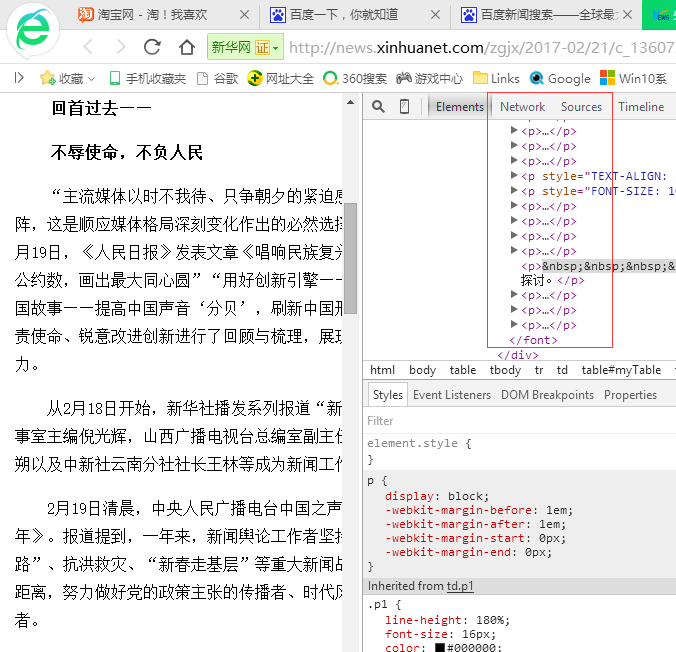 淘宝网 - 淘！我喜欢
百度一下，你就知道
百度新闻搜索——全球最
新华网 证 http://news.xinhuanet.com/zgjx/2017-02/21/c_13607
收藏 手机收藏夹 谷歌 网址大全 360搜索 游戏中心 Links Google Win10系
回首过去——
不辱使命，不负人民
“主流媒体以时不我待、只争朝夕的紧迫
阵，这是顺应媒体格局深刻变化作出的必然选择
月19日，《人民日报》发表文章《唱响民族复兴
公约数，画出最大同心圆”“用好创新引擎——
国故事——提高中国声音‘分贝’，刷新中国形
责使命、锐意改进创新进行了回顾与梳理，展现
力。
从2月18日开始，新华社播发系列报道“新
事室主编倪光辉，山西广播电视台总编室副主任
朔以及中新社云南分社社长王林等成为新闻工作
2月19日清晨，中央人民广播电台中国之声
年》。报道提到，一年来，新闻舆论工作者坚持
路”、抗洪救灾、“新春走基层”等重大新闻战
距离，努力做好党的政策主张的传播者、时代风
者。
Elements Network Sources Timeline
<p>…</p>
<p>…</p>
<p>…</p>
<p style="TEXT-ALIGN:
<p style="FONT-SIZE: 1
<p>…</p>
<p>…</p>
<p>…</p>
<p>…</p>
<p>&nbsp;&nbsp;&nbsp;&
探讨。</p>
<p>…</p>
<p>…</p>
<p>…</p>
</font>
</div>
html body table tbody tr td table#myTable
Styles Event Listeners DOM Breakpoints Properties
Filter
element.style {
}
p {
display: block;
-webkit-margin-before: 1em;
-webkit-margin-after: 1em;
-webkit-margin-start: 0px;
-webkit-margin-end: 0px;
}
Inherited from td.p1
.p1 {
line-height: 180%;
font-size: 16px;
color: #000000;